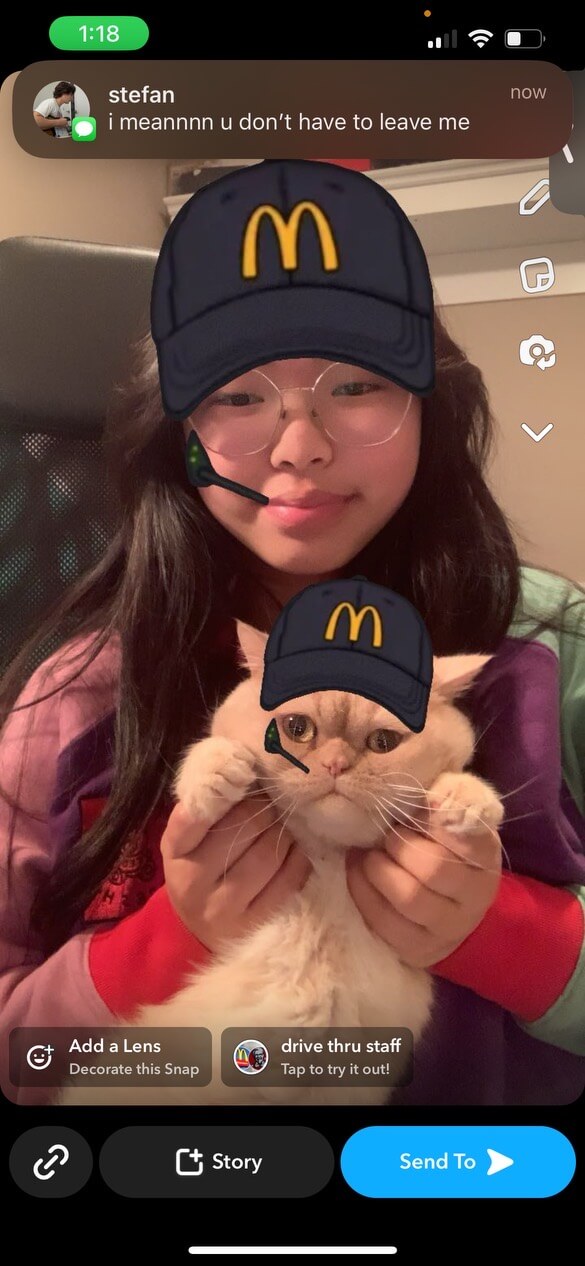 1:18
stefan
now
i meannnn u don’t have to leave me
Add a Lens
Decorate this Snap
drive thru staff
Tap to try it out!
Story
Send To